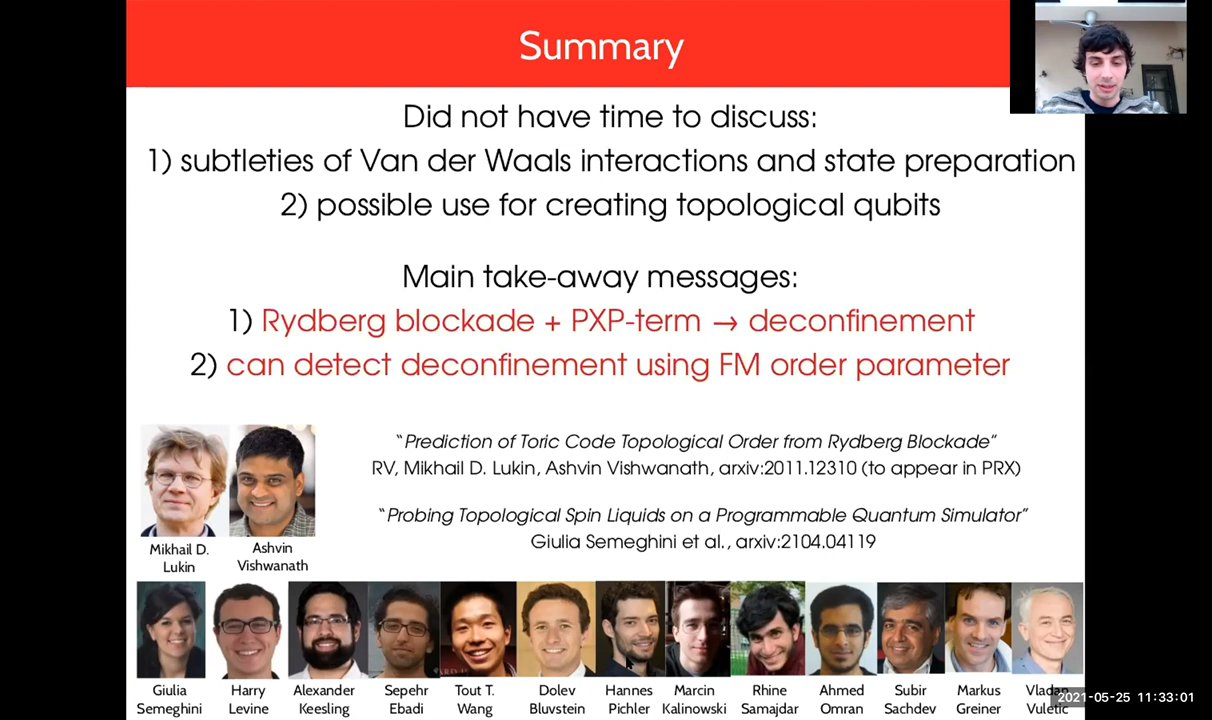 Summary
Did not have time to discuss:
1) subtleties of Van der Waals interactions and state preparation
2) possible use for creating topological qubits
Main take-away messages:
1) Rydberg blockade + PXP-term → deconfinement
2) can detect deconfinement using FM order parameter
"Prediction of Toric Code Topological Order from Rydberg Blockade"
RV, Mikhail D. Lukin, Ashvin Vishwanath, arxiv:2011.12310 (to appear in PRX)
"Probing Topological Spin Liquids on a Programmable Quantum Simulator"
Giulia Semeghini et al., arxiv:2104.04119
Mikhail D. Lukin
Ashvin Vishwanath
Giulia Semeghini
Harry Levine
Alexander Keesling
Sepehr Ebadi
Tout T. Wang
Dolev Bluvstein
Hannes Pichler
Marcin Kalinowski
Rhine Samajdar
Ahmed Omran
Subir Sachdev
Markus Greiner
Vladan Vuletic
2021-05-25 11:33:01